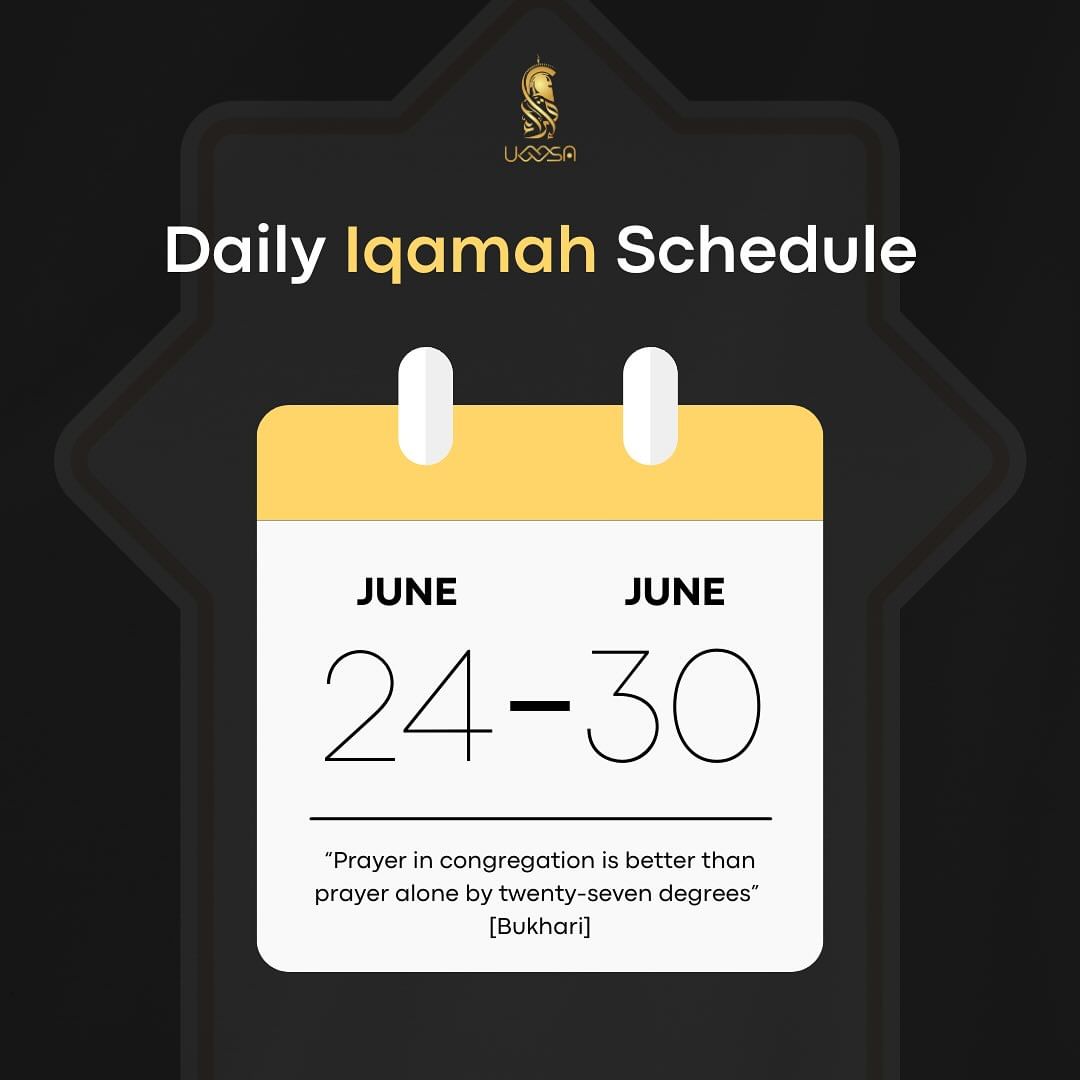 Daily Iqamah Schedule
JUNE JUNE
24-30
“Prayer in congregation is better than
prayer alone by twenty-seven degrees”
[Bukhari]